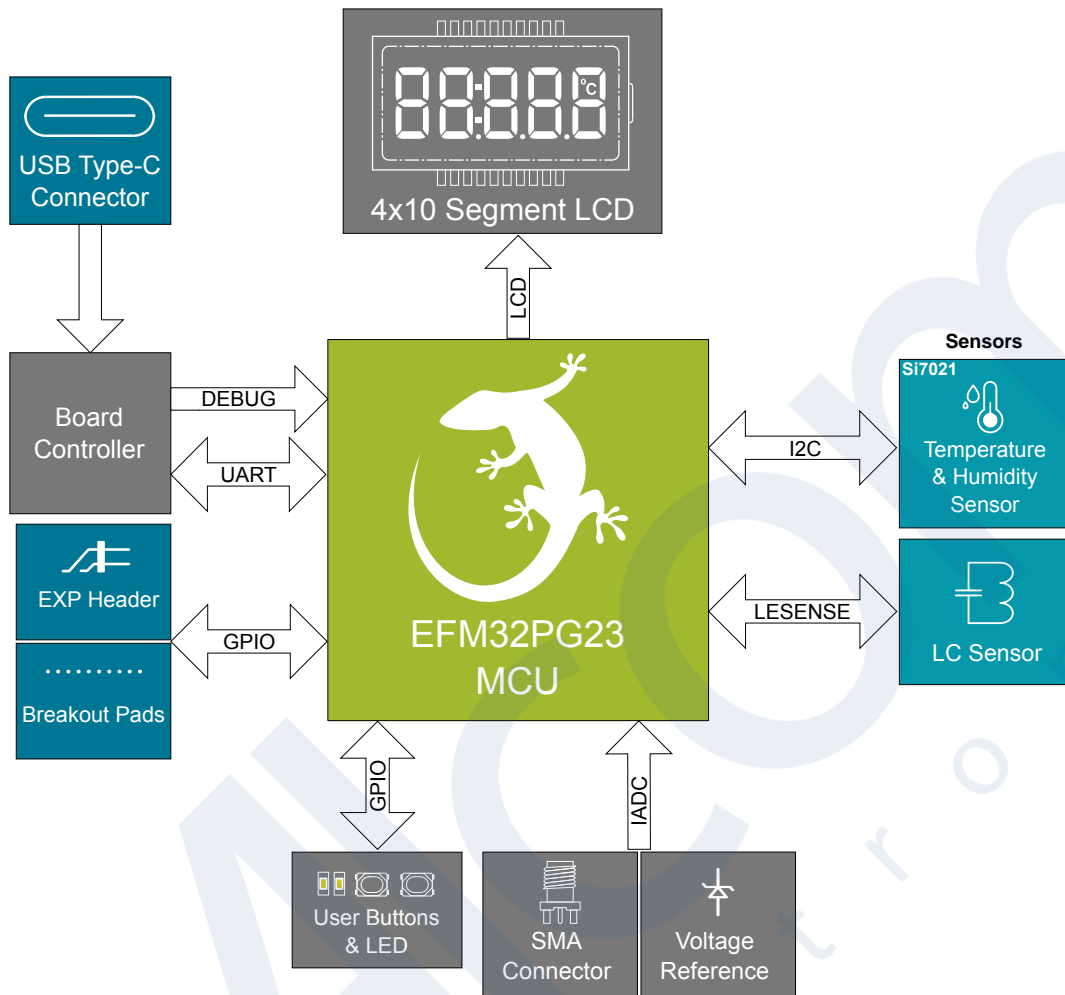 °C
4x10 Segment LCD
USB Type-C
Connector
LCD
Board
Controller
DEBUG
UART
EXP Header
Breakout Pads
GPIO
EFM32PG23
MCU
Sensors
Si7021
Temperature
& Humidity
Sensor
I2C
LESENSE
LC Sensor
GPIO
IADC
User Buttons
& LED
SMA
Connector
Voltage
Reference